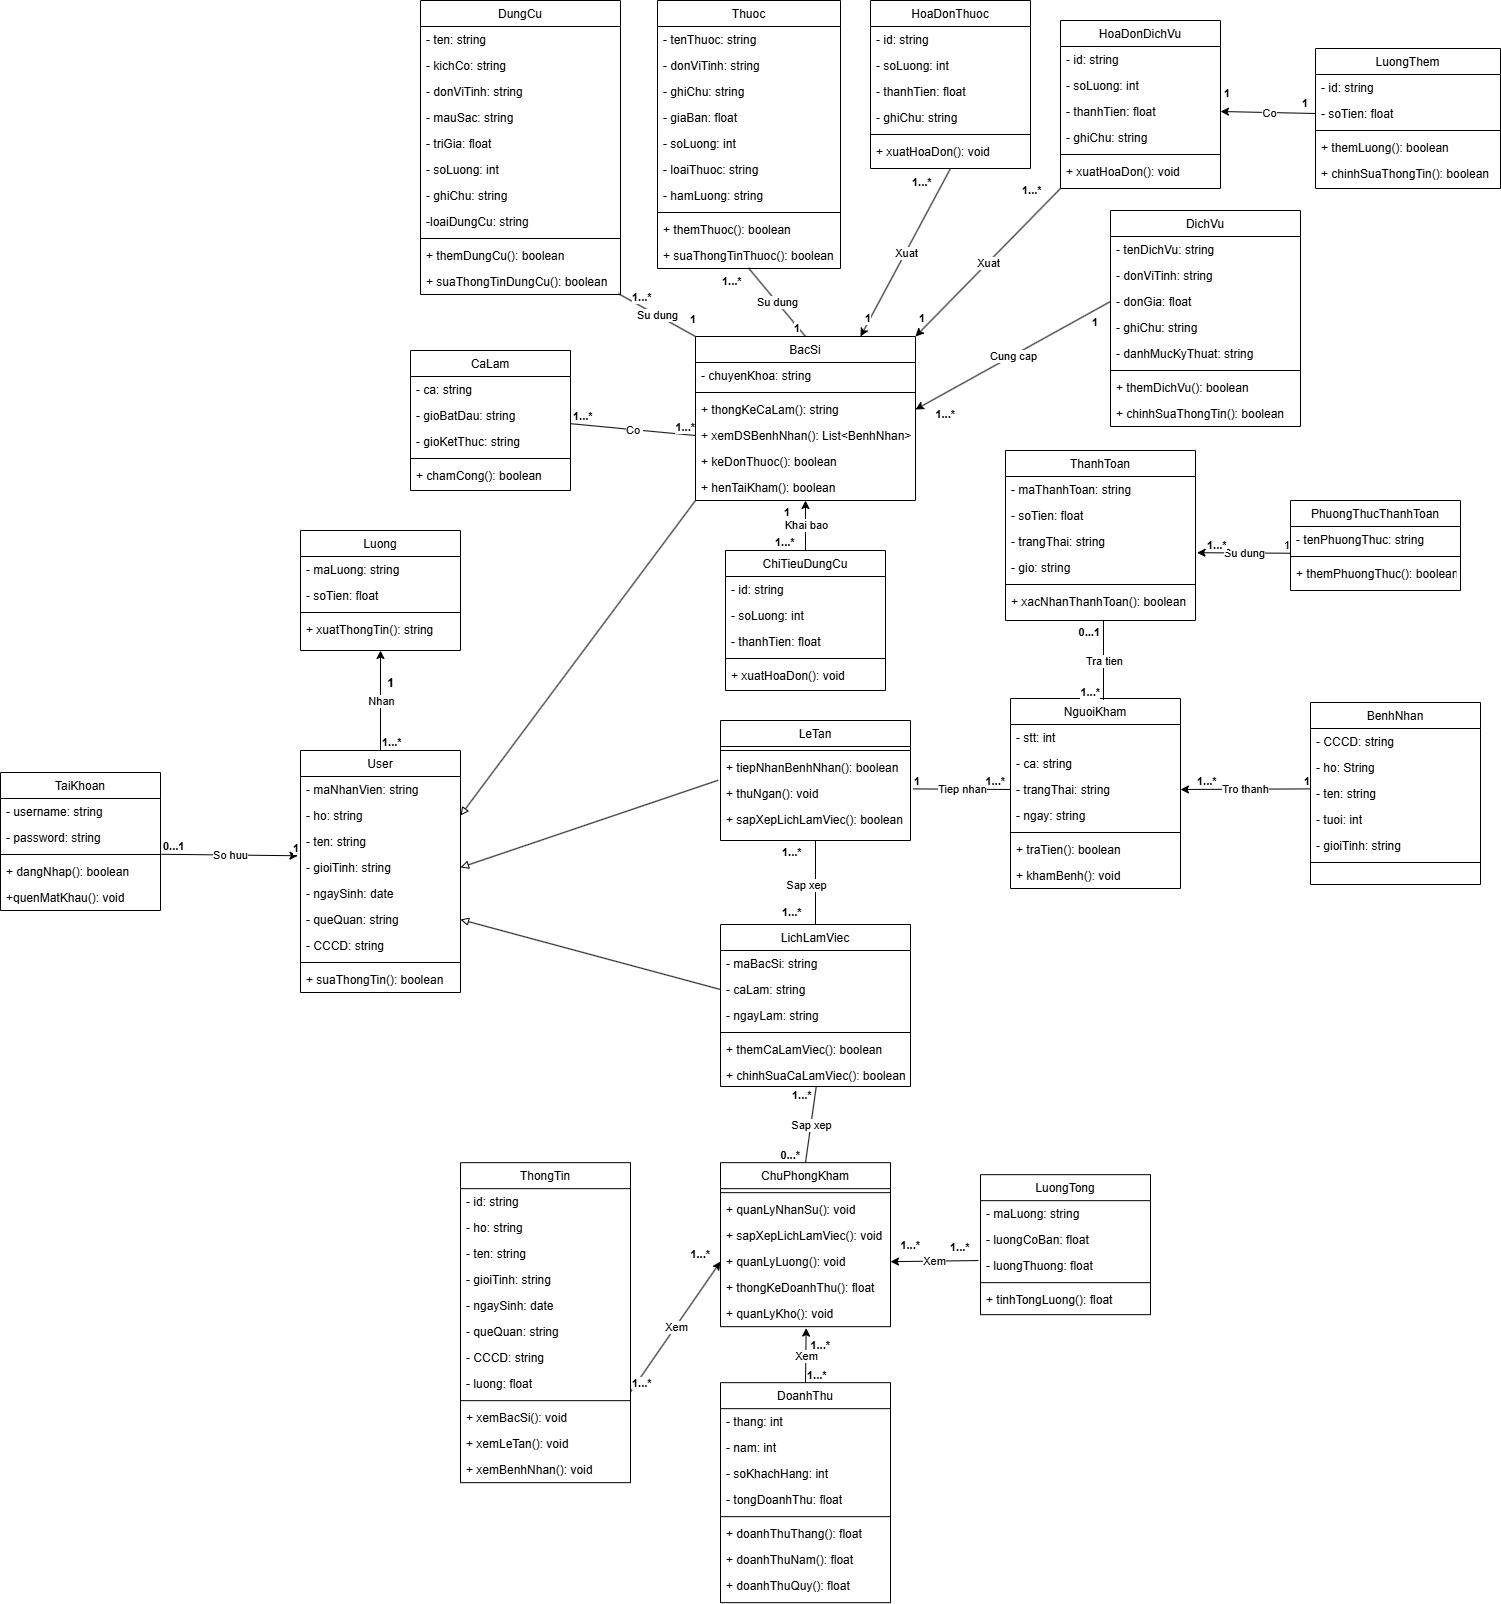 DungCu
- ten: string
- kichCo: string
- donViTinh: string
- mauSac: string
- triGia: float
- soLuong: int
- ghiChu: string
-loaiDungCu: string
+ themDungCu(): boolean
+ suaThongTinDungCu(): boolean
Thuoc
- tenThuoc: string
- donViTinh: string
- ghiChu: string
- giaBan: float
- soLuong: int
- loaiThuoc: string
- hamLuong: string
+ themThuoc(): boolean
+ suaThongTinThuoc(): boolean
HoaDonThuoc
- id: string
- soLuong: int
- thanhTien: float
- ghiChu: string
+ xuatHoaDon(): void
HoaDonDichVu
- id: string
- soLuong: int
- thanhTien: float
- ghiChu: string
+ xuatHoaDon(): void
1
Co
1
LuongThem
- id: string
- soTien: float
+ themLuong(): boolean
+ chinhSuaThongTin(): boolean
1...*
Su dung
1
1...*
Su dung
1
1...*
Xuat
1
1...*
Xuat
1
DichVu
- tenDichVu: string
- donViTinh: string
- donGia: float
- ghiChu: string
- danhMucKyThuat: string
+ themDichVu(): boolean
+ chinhSuaThongTin(): boolean
1
Cung cap
1...*
BacSi
- chuyenKhoa: string
+ thongKeCaLam(): string
+ xemDSBenhNhan(): List<BenhNhan>
+ keDonThuoc(): boolean
+ henTaiKham(): boolean
CaLam
- ca: string
- gioBatDau: string
- gioKetThuc: string
+ chamCong(): boolean
1...*
Co
1...*
1
Khai bao
1...*
ChiTieuDungCu
- id: string
- soLuong: int
- thanhTien: float
+ xuatHoaDon(): void
ThanhToan
- maThanhToan: string
- soTien: float
- trangThai: string
- gio: string
+ xacNhanThanhToan(): boolean
1...*
Su dung
1
PhuongThucThanhToan
- tenPhuongThuc: string
+ themPhuongThuc(): boolean
0...1
Tra tien
1...*
Luong
- maLuong: string
- soTien: float
+ xuatThongTin(): string
1
Nhan
1...*
User
- maNhanVien: string
- ho: string
- ten: string
- gioiTinh: string
- ngaySinh: date
- queQuan: string
- CCCD: string
+ suaThongTin(): boolean
TaiKhoan
- username: string
- password: string
+ dangNhap(): boolean
+quenMatKhau(): void
0...1
So huu
1
LeTan
+ tiepNhanBenhNhan(): boolean
+ thuNgan(): void
+ sapXepLichLamViec(): boolean
1
Tiep nhan
1...*
NguoiKham
- stt: int
- ca: string
- trangThai: string
- ngay: string
+ traTien(): boolean
+ khamBenh(): void
1...*
Tro thanh
1
BenhNhan
- CCCD: string
- ho: String
- ten: string
- tuoi: int
- gioiTinh: string
1...*
Sap xep
1...*
LichLamViec
- maBacSi: string
- caLam: string
- ngayLam: string
+ themCaLamViec(): boolean
+ chinhSuaCaLamViec(): boolean
1...*
Sap xep
0...*
ChuPhongKham
+ quanLyNhanSu(): void
+ sapXepLichLamViec(): void
+ quanLyLuong(): void
+ thongKeDoanhThu(): float
+ quanLyKho(): void
ThongTin
- id: string
- ho: string
- ten: string
- gioiTinh: string
- ngaySinh: date
- queQuan: string
- CCCD: string
- luong: float
+ xemBacSi(): void
+ xemLeTan(): void
+ xemBenhNhan(): void
1...*
Xem
1...*
1...*
Xem
1...*
LuongTong
- maLuong: string
- luongCoBan: float
- luongThuong: float
+ tinhTongLuong(): float
1...*
Xem
1...*
DoanhThu
- thang: int
- nam: int
- soKhachHang: int
- tongDoanhThu: float
+ doanhThuThang(): float
+ doanhThuNam(): float
+ doanhThuQuy(): float